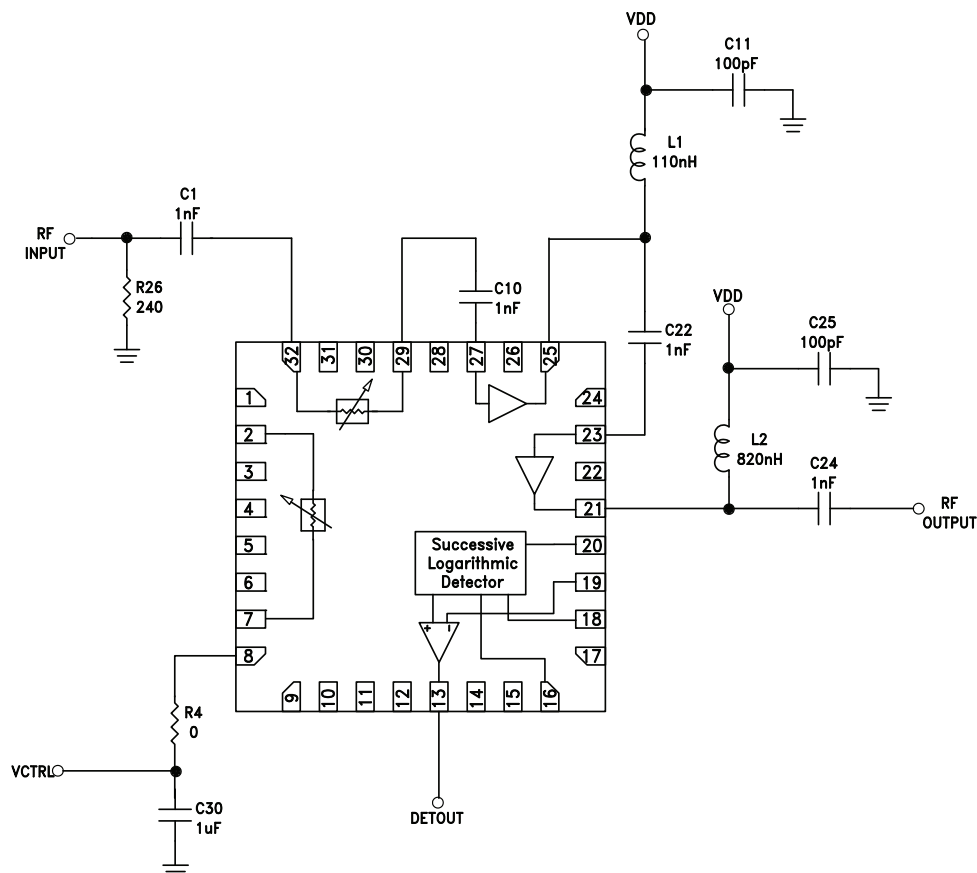 VDD
C11
100pF
L1
110nH
C1
1nF
RF
INPUT
R26
240
C10
1nF
C22
1nF
VDD
C25
100pF
L2
820nH
C24
1nF
RF
OUTPUT
32
31
30
29
28
27
26
25
1
2
3
4
5
6
7
8
24
23
22
21
20
19
18
17
Successive
Logarithmic
Detector
+ -
9
10
11
12
13
14
15
16
R4
0
VCTRL
C30
1uF
DETOUT